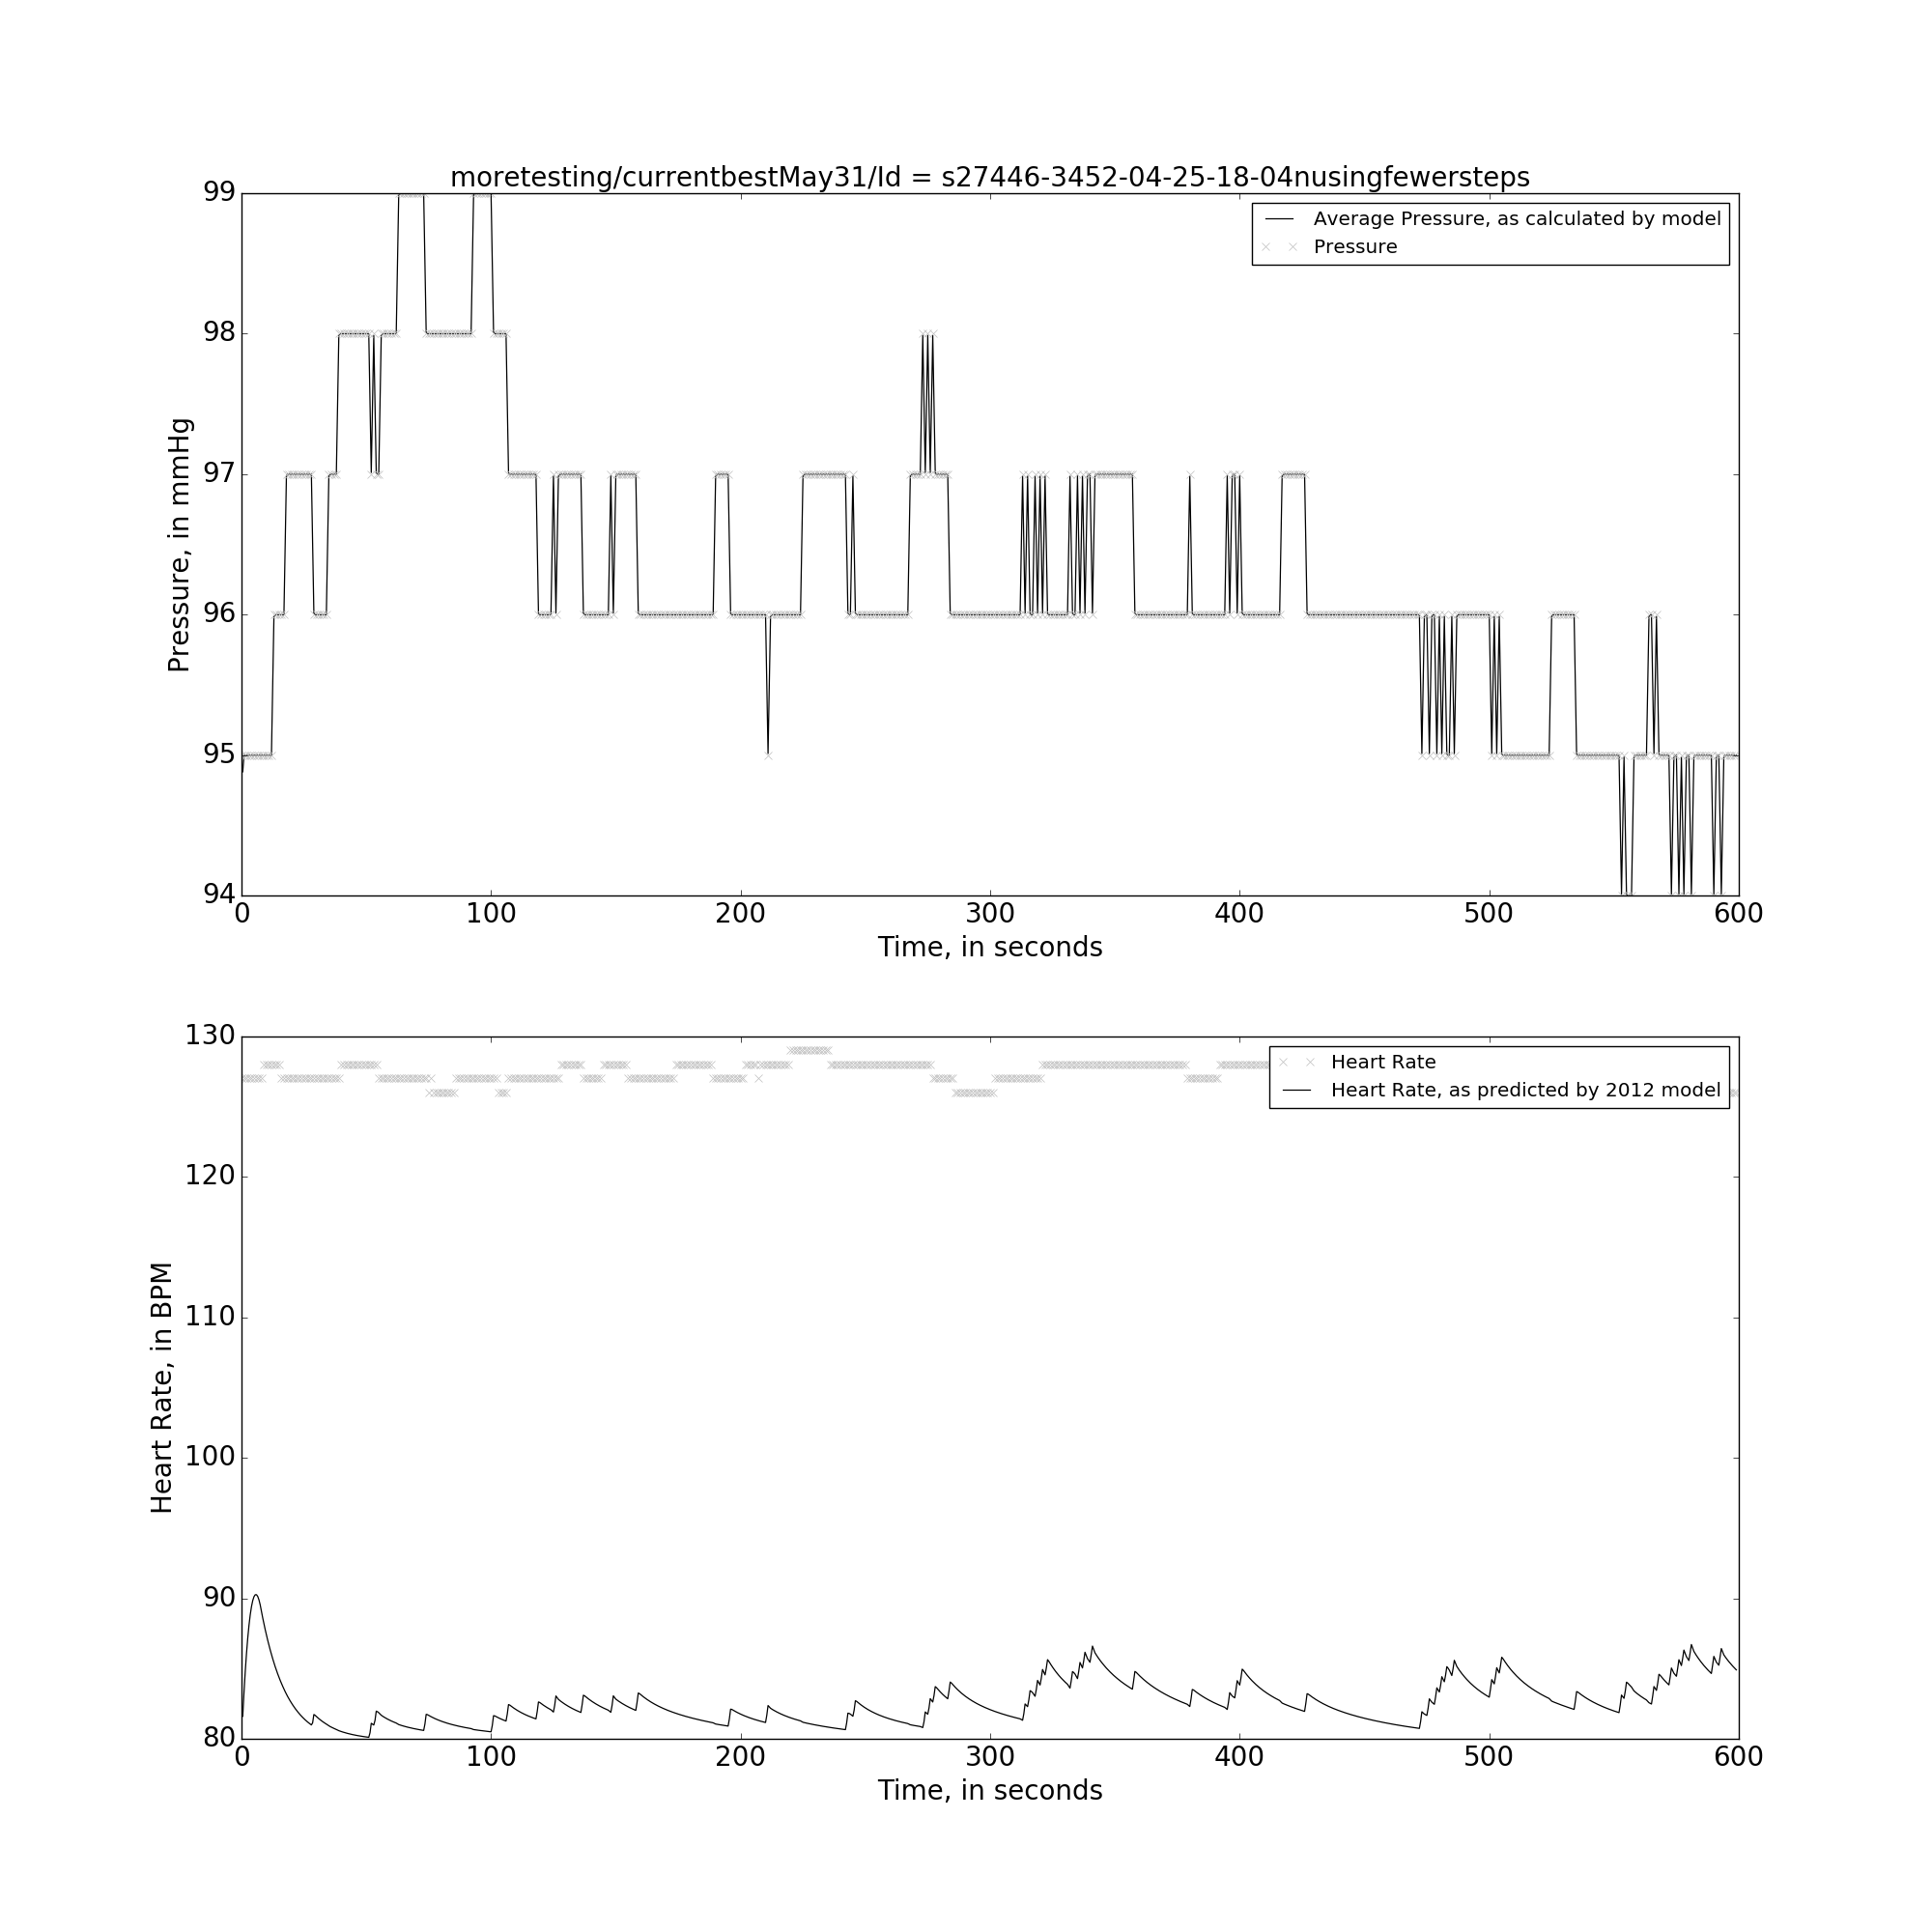 moretesting/currentbestMay31/Id = s27446-3452-04-25-18-04nusingfewersteps
99
98
97
96
95
94
Pressure, in mmHg
Average Pressure, as calculated by model
Pressure
0 100 200 300 400 500 600
Time, in seconds
130
120
110
100
90
80
Heart Rate, in BPM
Heart Rate
Heart Rate, as predicted by 2012 model
0 100 200 300 400 500 600
Time, in seconds